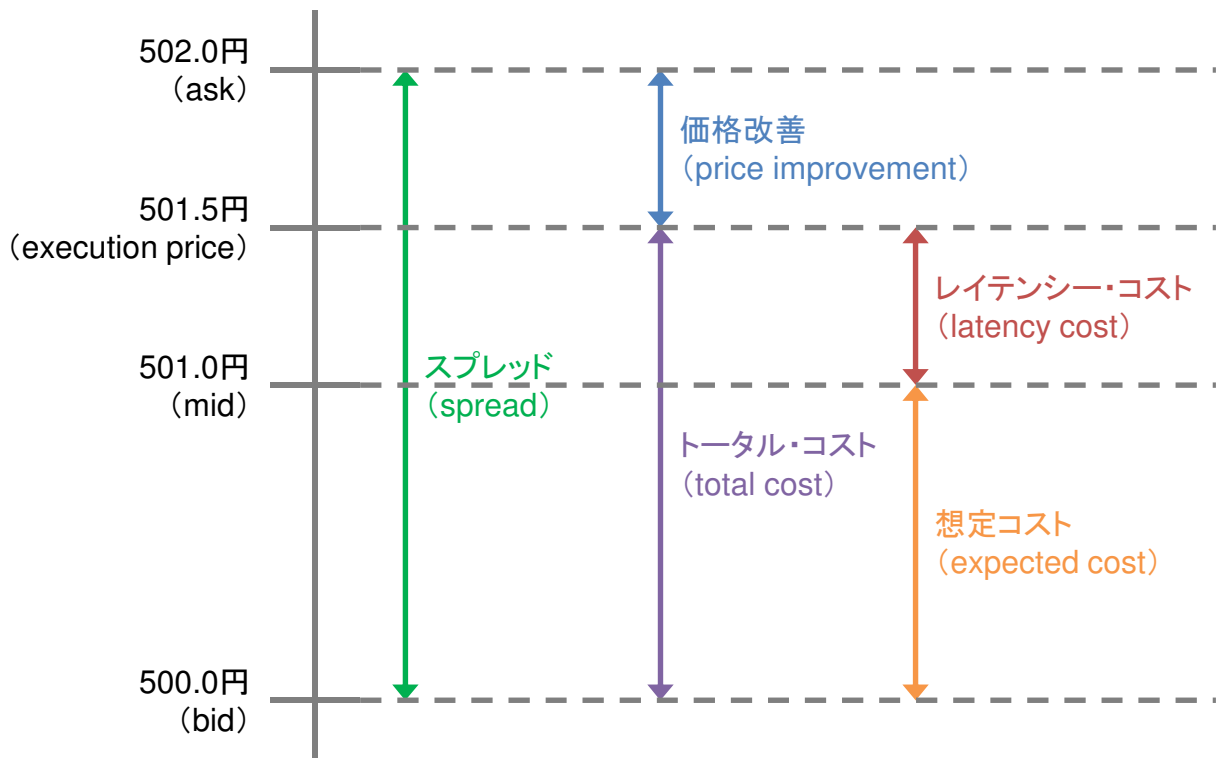 502.0円
（ask）
価格改善
（price improvement）
501.5円
（execution price）
レイテンシー・コスト
（latency cost）
501.0円
（mid）
スプレッド
（spread）
トータル・コスト
（total cost）
想定コスト
（expected cost）
500.0円
（bid）